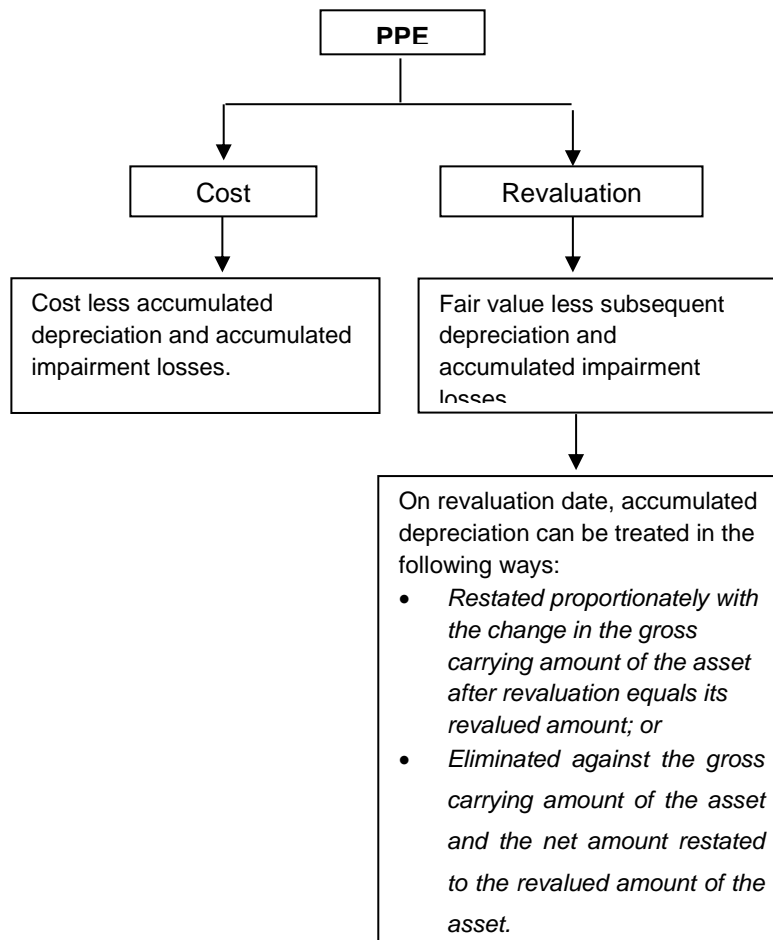 PPE
Cost
Revaluation
Cost less accumulated
depreciation and accumulated
impairment losses.
Fair value less subsequent
depreciation and
accumulated impairment
losses
On revaluation date, accumulated
depreciation can be treated in the
following ways:
• Restated proportionately with
the change in the gross
carrying amount of the asset
after revaluation equals its
revalued amount; or
• Eliminated against the gross
carrying amount of the asset
and the net amount restated
to the revalued amount of the
asset.